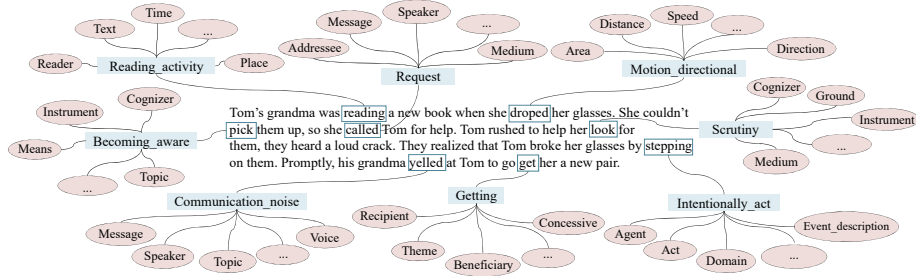 Time
Text
...
Reader
Place
Reading_activity
Speaker
Message
...
Addressee
Medium
Request
Speed
Distance
...
Area
Direction
Motion_directional
Cognizer
Instrument
Means
...
Topic
Becoming_aware
Tom's grandma was reading a new book when she droped her glasses. She couldn't
pick them up, so she called Tom for help. Tom rushed to help her look for
them, they heard a loud crack. They realized that Tom broke her glasses by stepping
on them. Promptly, his grandma yelled at Tom to go get her a new pair.
Cognizer
Ground
Instrument
...
Medium
Scrutiny
Communication_noise
Message
Speaker
Topic
...
Voice
Getting
Recipient
Concessive
Theme
Beneficiary
...
Intentionally_act
Agent
Event_description
Act
Domain
...